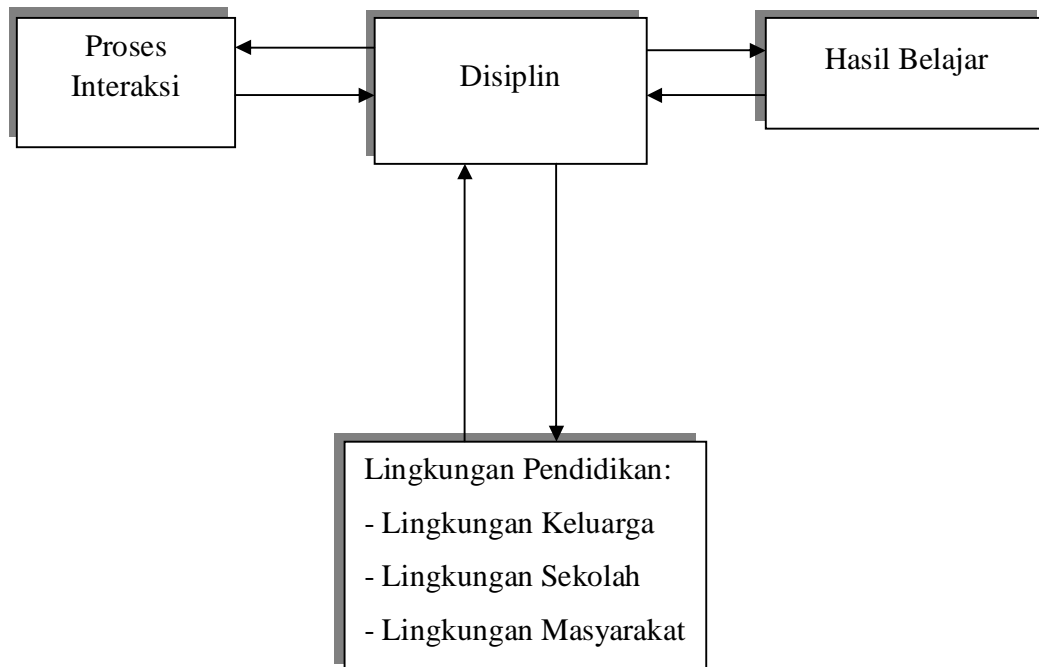 Proses
Interaksi
Disiplin
Hasil Belajar
Lingkungan Pendidikan:
- Lingkungan Keluarga
- Lingkungan Sekolah
- Lingkungan Masyarakat